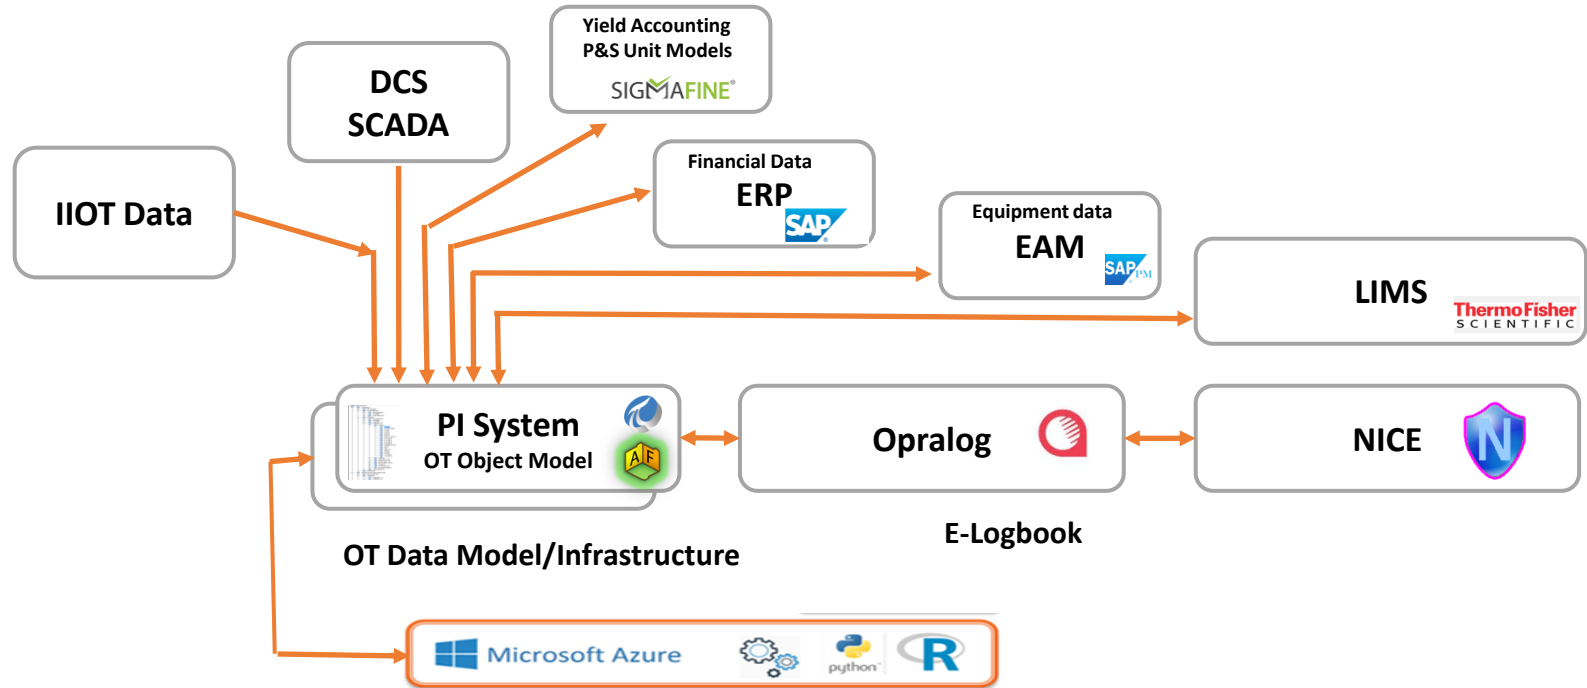 Yield Accounting
P&S Unit Models
SIGMAFINE®
DCS
SCADA
Financial Data
ERP
SAP
IIOT Data
Equipment data
EAM
SAP PM
LIMS
ThermoFisher
SCIENTIFIC
PI System
OT Object Model
AF
Opralog
NICE
N
E-Logbook
OT Data Model/Infrastructure
Microsoft Azure
python
R